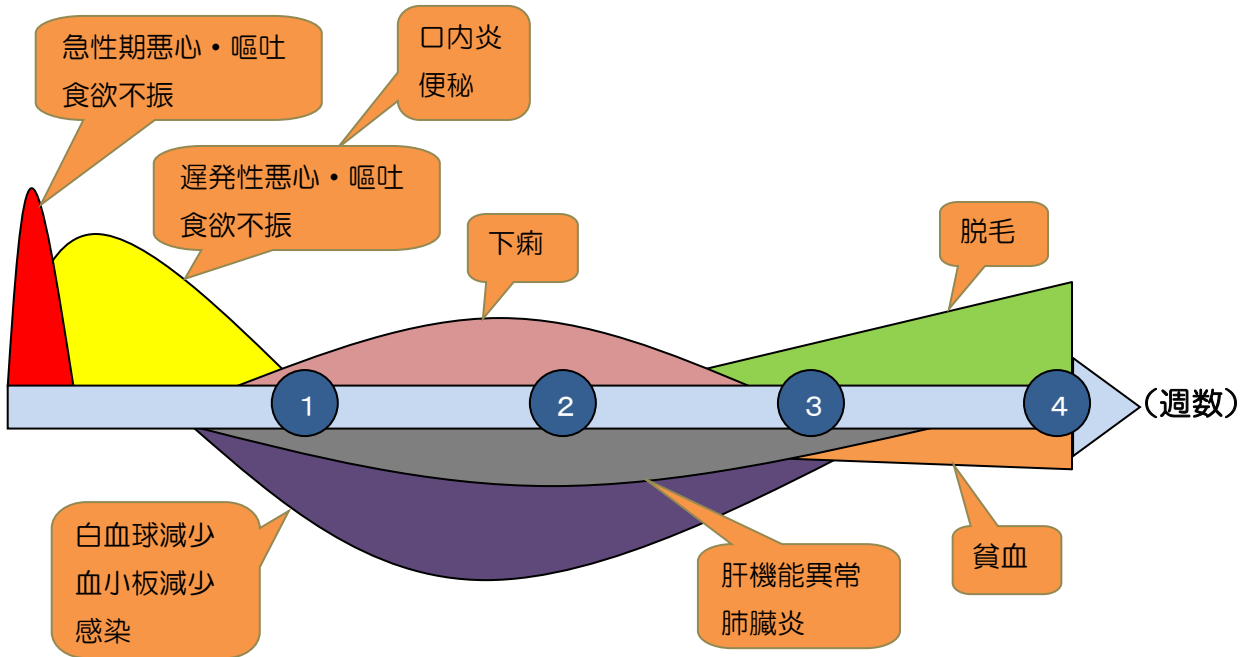 急性期悪心・嘔吐
食欲不振
口内炎
便秘
遅発性悪心・嘔吐
食欲不振
下痢
脱毛
1
2
3
4
（週数）
白血球減少
血小板減少
感染
肝機能異常
肺臓炎
貧血